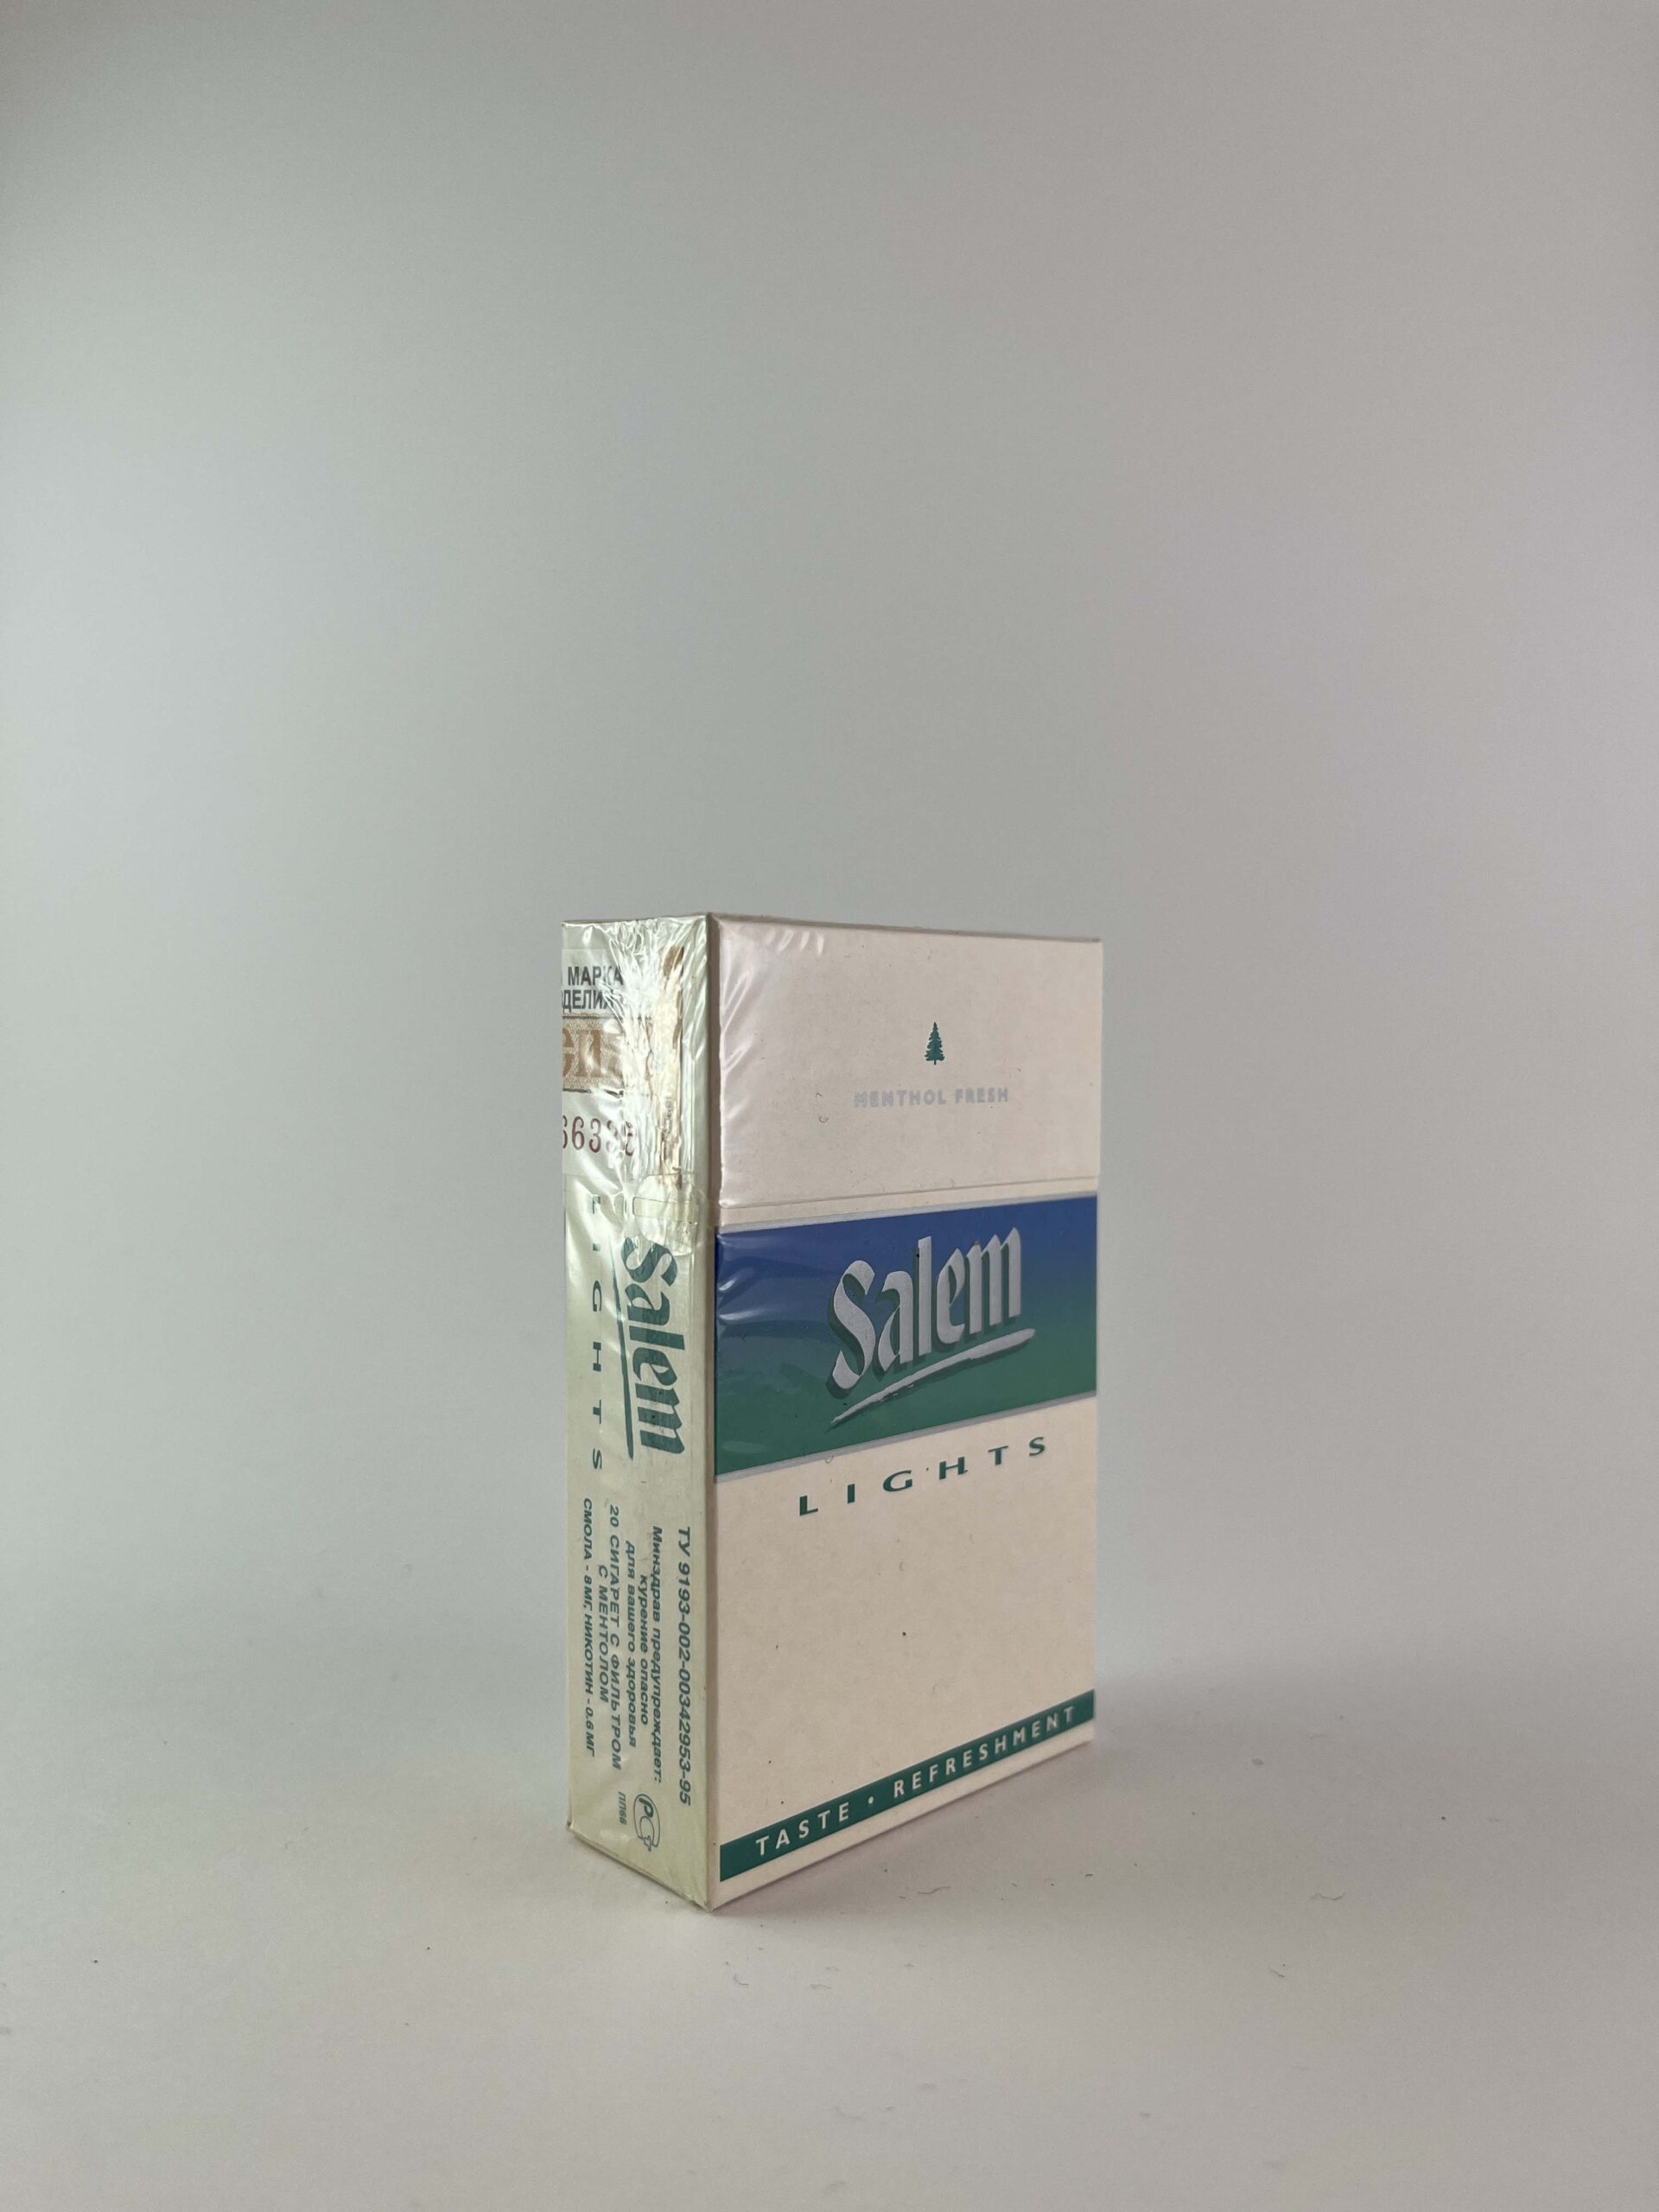 МАРКА
Salem
LIGHTS
ТУ 9193-002-00342953-95
Минздрав предупреждает:
курение опасно
для вашего здоровья
20 СИГАРЕТ С ФИЛЬТРОМ
С МЕНТОЛОМ
СМОЛА - 8 МГ, НИКОТИН - 0.6 МГ
ПП66
MENTHOL FRESH
Salem
LIGHTS
TASTE • REFRESHMENT